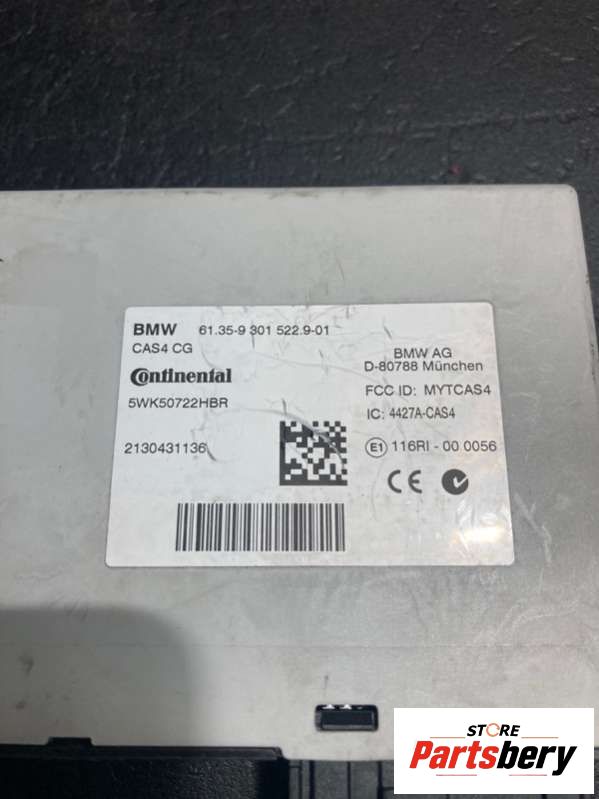 BMW 61.35-9 301 522.9-01
CAS4 CG
Continental
5WK50722HBR
2130431136
BMW AG
D-80788 München
FCC ID: MYTCAS4
IC: 4427A-CAS4
E1 116RI - 00 0056
CE
STORE
Partsbery